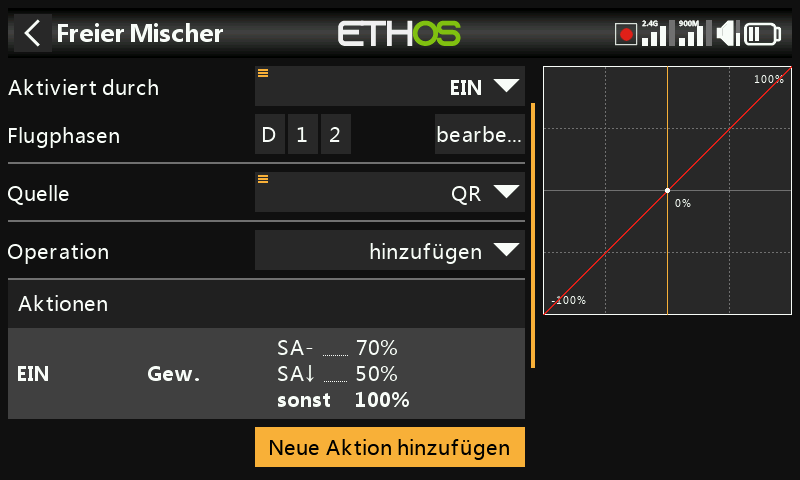 Freier Mischer
ETHOS
2.4G
900M
Aktiviert durch
EIN
Flugphasen
D
1
2
bearbe...
Quelle
QR
Operation
hinzufügen
Aktionen
EIN
Gew.
SA- ...... 70%
SA↓ ...... 50%
sonst 100%
Neue Aktion hinzufügen
100%
0%
-100%